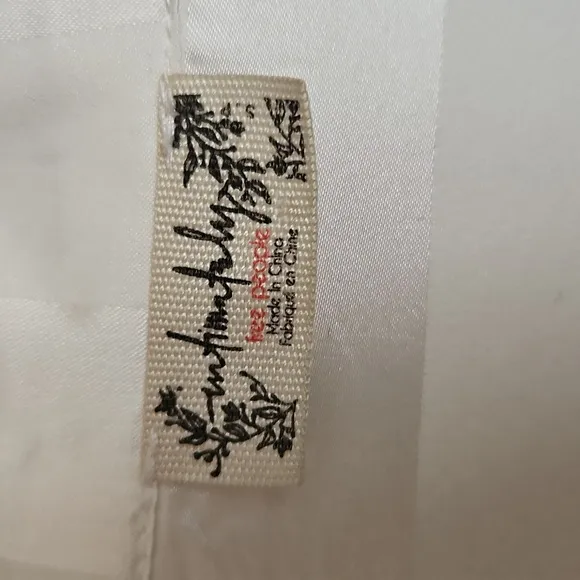 intimately
free people
Made In China
Fabriqué en Chine